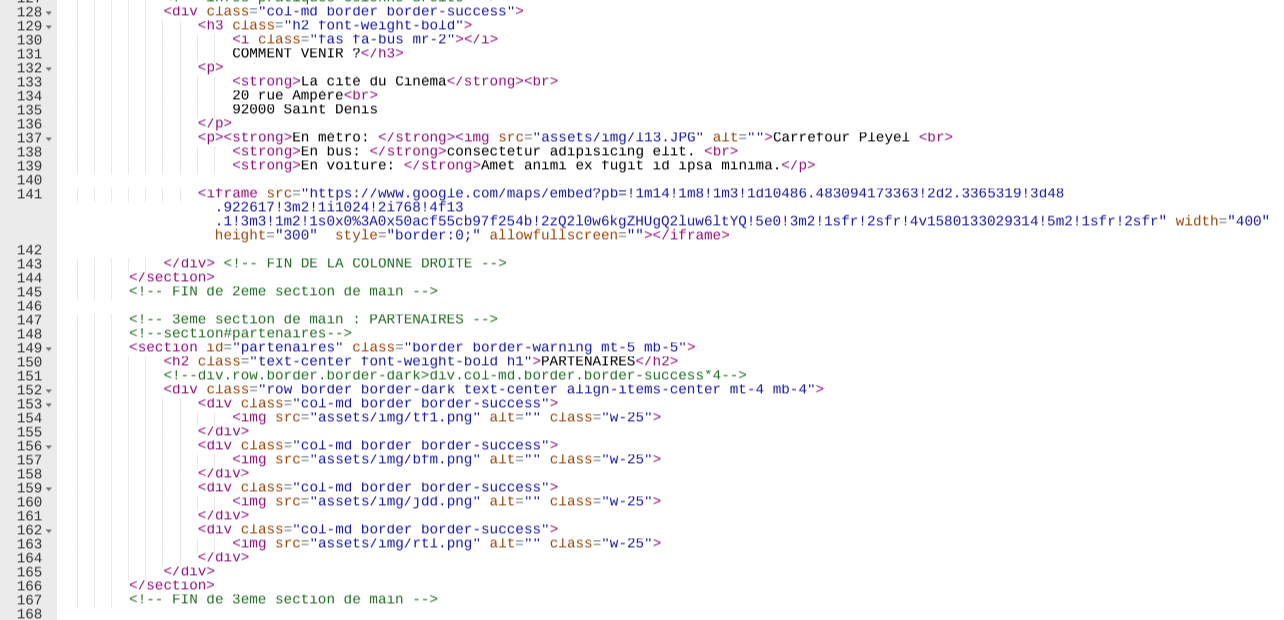 128 <div class="col-md border border-success">
129 <h3 class="h2 font-weight-bold">
130 <i class="fas fa-bus mr-2"></i>
131 COMMENT VENIR ?</h3>
132 <p>
133 <strong>La cité du Cinéma</strong><br>
134 20 rue Ampère<br>
135 92000 Saint Denis
136 </p>
137 <p><strong>En métro: </strong><img src="assets/img/l13.JPG" alt="">Carrefour Pleyel <br>
138 <strong>En bus: </strong>consectetur adipisicing elit. <br>
139 <strong>En voiture: </strong>Amet animi ex fugit id ipsa minima.</p>
140
141 <iframe src="https://www.google.com/maps/embed?pb=!1m14!1m8!1m3!1d10486.483094173363!2d2.3365319!3d48
.922617!3m2!1i1024!2i768!4f13
.1!3m3!1m2!1s0x0%3A0x50acf55cb97f254b!2zQ2l0w6kgZHUgQ2luw6ltYQ!5e0!3m2!1sfr!2sfr!4v1580133029314!5m2!1sfr!2sfr" width="400"
height="300"  style="border:0;" allowfullscreen=""></iframe>
142
143 </div> <!-- FIN DE LA COLONNE DROITE -->
144 </section>
145 <!-- FIN de 2eme section de main -->
146
147 <!-- 3eme section de main : PARTENAIRES -->
148 <!--section#partenaires-->
149 <section id="partenaires" class="border border-warning mt-5 mb-5">
150 <h2 class="text-center font-weight-bold h1">PARTENAIRES</h2>
151 <!--div.row.border.border-dark>div.col-md.border.border-success*4-->
152 <div class="row border border-dark text-center align-items-center mt-4 mb-4">
153 <div class="col-md border border-success">
154 <img src="assets/img/tf1.png" alt="" class="w-25">
155 </div>
156 <div class="col-md border border-success">
157 <img src="assets/img/bfm.png" alt="" class="w-25">
158 </div>
159 <div class="col-md border border-success">
160 <img src="assets/img/jdd.png" alt="" class="w-25">
161 </div>
162 <div class="col-md border border-success">
163 <img src="assets/img/rtl.png" alt="" class="w-25">
164 </div>
165 </div>
166 </section>
167 <!-- FIN de 3eme section de main -->
168